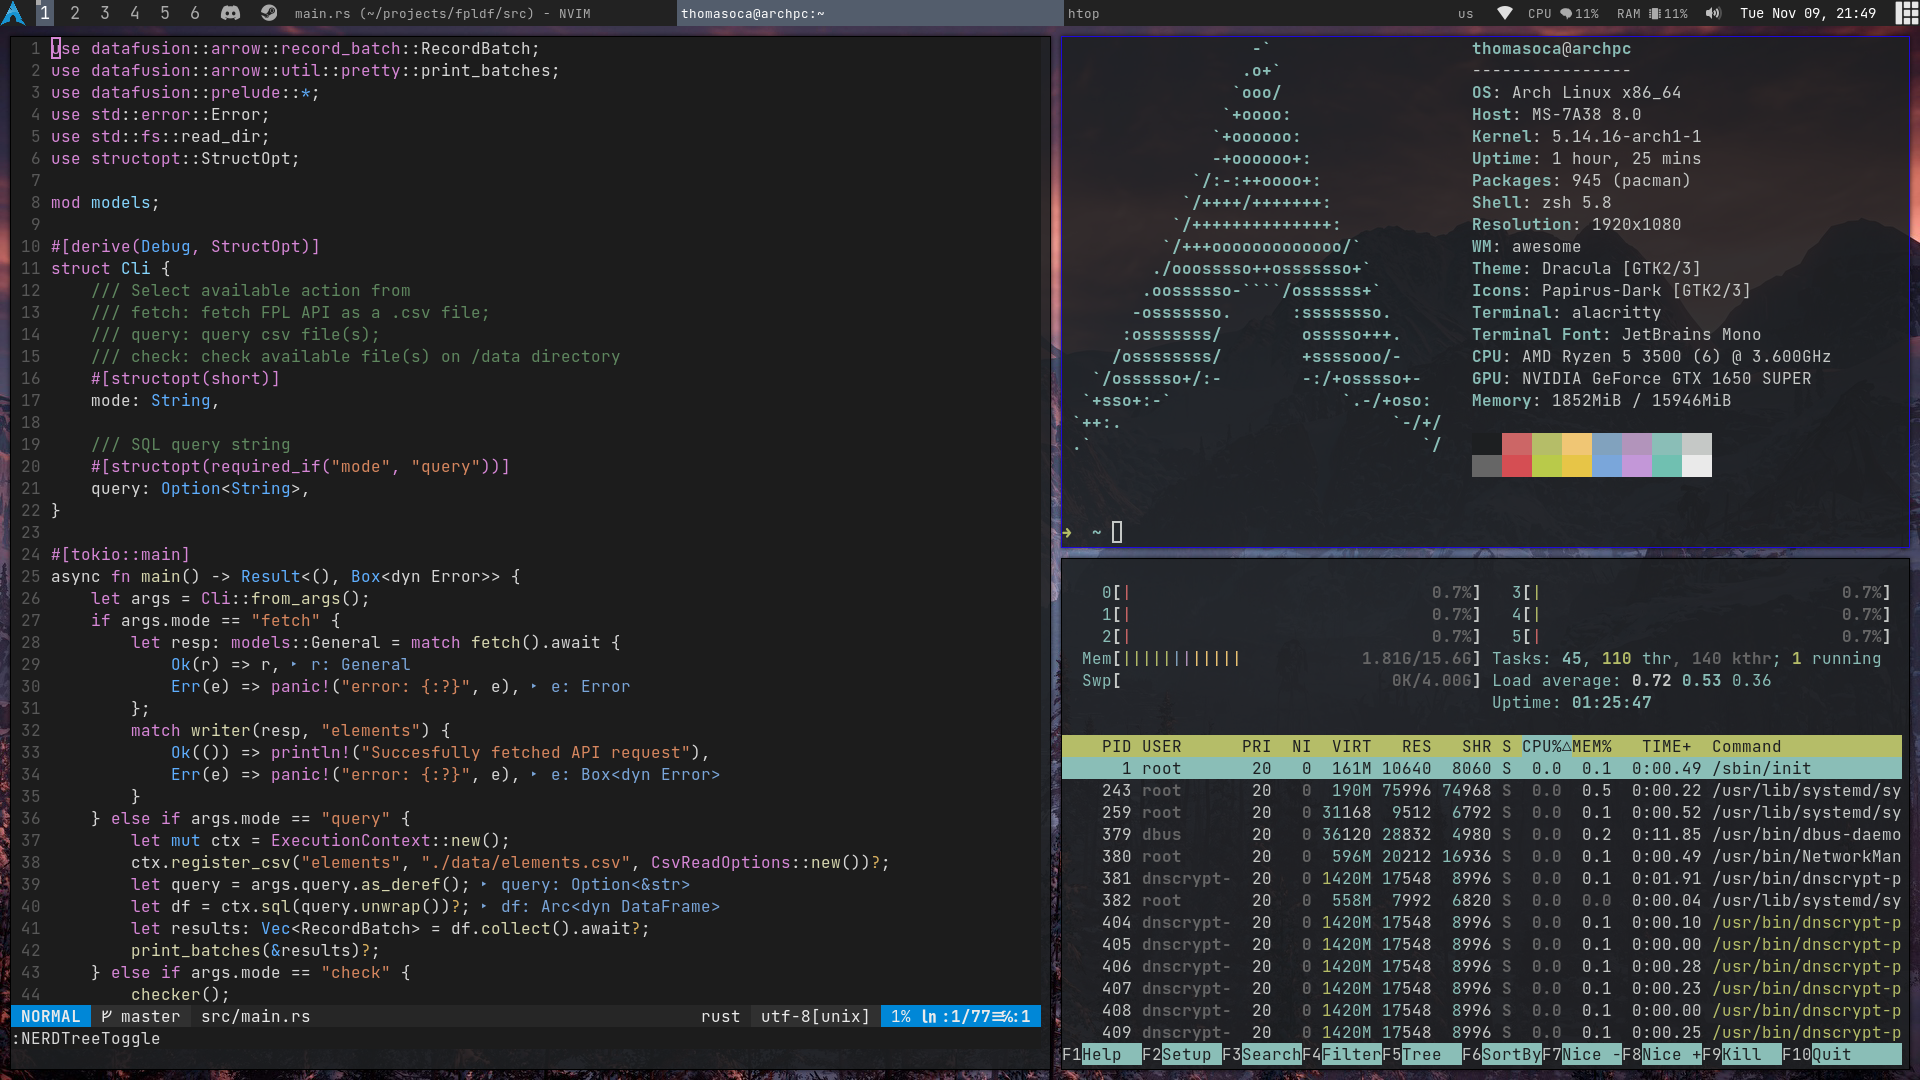 1 2 3 4 5 6 main.rs (~/projects/fpldf/src) - NVIM thomasoca@archpc:~ htop us CPU 11% RAM 11% Tue Nov 09, 21:49
1 use datafusion::arrow::record_batch::RecordBatch;
2 use datafusion::arrow::util::pretty::print_batches;
3 use datafusion::prelude::*;
4 use std::error::Error;
5 use std::fs::read_dir;
6 use structopt::StructOpt;
7
8 mod models;
9
10 #[derive(Debug, StructOpt)]
11 struct Cli {
12     /// Select available action from
13     /// fetch: fetch FPL API as a .csv file;
14     /// query: query csv file(s);
15     /// check: check available file(s) on /data directory
16     #[structopt(short)]
17     mode: String,
18
19     /// SQL query string
20     #[structopt(required_if("mode", "query"))]
21     query: Option<String>,
22 }
23
24 #[tokio::main]
25 async fn main() -> Result<(), Box<dyn Error>> {
26     let args = Cli::from_args();
27     if args.mode == "fetch" {
28         let resp: models::General = match fetch().await {
29             Ok(r) => r, ‣ r: General
30             Err(e) => panic!("error: {:?}", e), ‣ e: Error
31         };
32         match writer(resp, "elements") {
33             Ok(()) => println!("Succesfully fetched API request"),
34             Err(e) => panic!("error: {:?}", e), ‣ e: Box<dyn Error>
35         }
36     } else if args.mode == "query" {
37         let mut ctx = ExecutionContext::new();
38         ctx.register_csv("elements", "./data/elements.csv", CsvReadOptions::new())?;
39         let query = args.query.as_deref(); ‣ query: Option<&str>
40         let df = ctx.sql(query.unwrap())?; ‣ df: Arc<dyn DataFrame>
41         let results: Vec<RecordBatch> = df.collect().await?;
42         print_batches(&results)?;
43     } else if args.mode == "check" {
44         checker();
NORMAL master src/main.rs rust utf-8[unix] 1% ln:1/77≡%:1
:NERDTreeToggle
                  -`
                 .o+`
                `ooo/
               `+oooo:
              `+oooooo:
              -+oooooo+:
            `/:-:++oooo+:
           `/++++/+++++++:
          `/++++++++++++++:
         `/+++ooooooooooooo/`
        ./ooosssso++osssssso+`
       .oossssso-````/ossssss+`
      -osssssso.      :ssssssso.
     :osssssss/        osssso+++.
    /ossssssss/        +ssssooo/-
  `/ossssso+/:-        -:/+osssso+-
 `+sso+:-`                 `.-/+oso:
`++:.                           `-/+/
.`                                 `/
thomasoca@archpc
----------------
OS: Arch Linux x86_64
Host: MS-7A38 8.0
Kernel: 5.14.16-arch1-1
Uptime: 1 hour, 25 mins
Packages: 945 (pacman)
Shell: zsh 5.8
Resolution: 1920x1080
WM: awesome
Theme: Dracula [GTK2/3]
Icons: Papirus-Dark [GTK2/3]
Terminal: alacritty
Terminal Font: JetBrains Mono
CPU: AMD Ryzen 5 3500 (6) @ 3.600GHz
GPU: NVIDIA GeForce GTX 1650 SUPER
Memory: 1852MiB / 15946MiB
➜ ~
0[| 0.7%] 3[| 0.7%]
1[| 0.7%] 4[| 0.7%]
2[| 0.7%] 5[| 0.7%]
Mem[|||||||||||| 1.81G/15.6G] Tasks: 45, 110 thr, 140 kthr; 1 running
Swp[ 0K/4.00G] Load average: 0.72 0.53 0.36
Uptime: 01:25:47
PID USER PRI NI VIRT RES SHR S CPU%△MEM% TIME+ Command
1 root 20 0 161M 10640 8060 S 0.0 0.1 0:00.49 /sbin/init
243 root 20 0 190M 75996 74968 S 0.0 0.5 0:00.22 /usr/lib/systemd/sy
259 root 20 0 31168 9512 6792 S 0.0 0.1 0:00.52 /usr/lib/systemd/sy
379 dbus 20 0 36120 28832 4980 S 0.0 0.2 0:11.85 /usr/bin/dbus-daemo
380 root 20 0 596M 20212 16936 S 0.0 0.1 0:00.49 /usr/bin/NetworkMan
381 dnscrypt- 20 0 1420M 17548 8996 S 0.0 0.1 0:01.91 /usr/bin/dnscrypt-p
382 root 20 0 558M 7992 6820 S 0.0 0.0 0:00.04 /usr/lib/systemd/sy
404 dnscrypt- 20 0 1420M 17548 8996 S 0.0 0.1 0:00.10 /usr/bin/dnscrypt-p
405 dnscrypt- 20 0 1420M 17548 8996 S 0.0 0.1 0:00.00 /usr/bin/dnscrypt-p
406 dnscrypt- 20 0 1420M 17548 8996 S 0.0 0.1 0:00.28 /usr/bin/dnscrypt-p
407 dnscrypt- 20 0 1420M 17548 8996 S 0.0 0.1 0:00.23 /usr/bin/dnscrypt-p
408 dnscrypt- 20 0 1420M 17548 8996 S 0.0 0.1 0:00.00 /usr/bin/dnscrypt-p
409 dnscrypt- 20 0 1420M 17548 8996 S 0.0 0.1 0:00.25 /usr/bin/dnscrypt-p
F1Help F2Setup F3SearchF4FilterF5Tree F6SortByF7Nice -F8Nice +F9Kill F10Quit